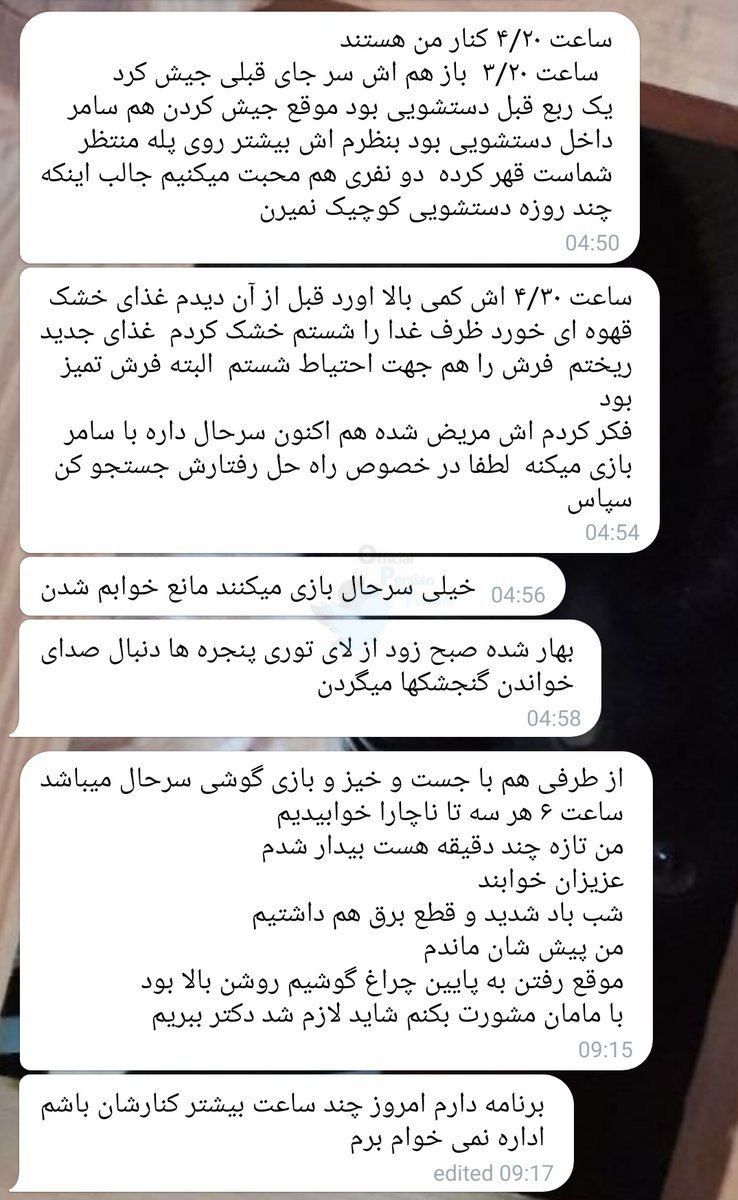 ساعت ۴/۲۰ کنار من هستند
ساعت ۳/۲۰ باز هم اش سر جای قبلی جیش کرد
یک ربع قبل دستشویی بود موقع جیش کردن هم سامر
داخل دستشویی بود بنظرم اش بیشتر روی پله منتظر
شماست قهر کرده دو نفری هم محبت میکنیم جالب اینکه
چند روزه دستشویی کوچیک نمیرن
04:50
ساعت ۴/۳۰ اش کمی بالا اورد قبل از آن دیدم غذای خشک
قهوه ای خورد ظرف غدا را شستم خشک کردم غذای جدید
ریختم فرش را هم جهت احتیاط شستم البته فرش تمیز
بود
فکر کردم اش مریض شده هم اکنون سرحال داره با سامر
بازی میکنه لطفا در خصوص راه حل رفتارش جستجو کن
سپاس
04:54
خیلی سرحال بازی میکنند مانع خوابم شدن
04:56
بهار شده صبح زود از لای توری پنجره ها دنبال صدای
خواندن گنجشکها میگردن
04:58
از طرفی هم با جست و خیز و بازی گوشی سرحال میباشد
ساعت ۶ هر سه تا ناچارا خوابیدیم
من تازه چند دقیقه هست بیدار شدم
عزیزان خوابند
شب باد شدید و قطع برق هم داشتیم
من پیش شان ماندم
موقع رفتن به پایین چراغ گوشیم روشن بالا بود
با مامان مشورت بکنم شاید لازم شد دکتر ببریم
09:15
برنامه دارم امروز چند ساعت بیشتر کنارشان باشم
اداره نمی خوام برم
edited 09:17
Official
Persian